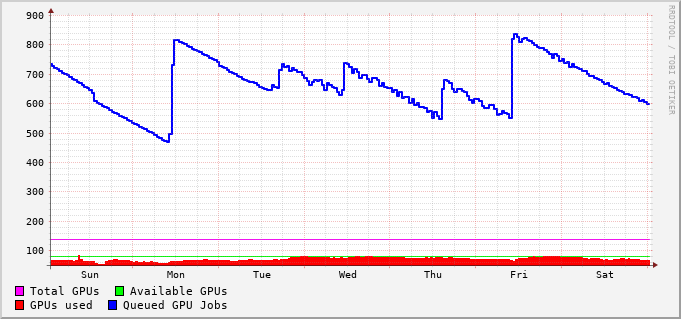 900
800
700
600
500
400
300
200
100
Sun Mon Tue Wed Thu Fri Sat
Total GPUs Available GPUs
GPUs used Queued GPU Jobs
RRDTOOL / TOBI OETIKER